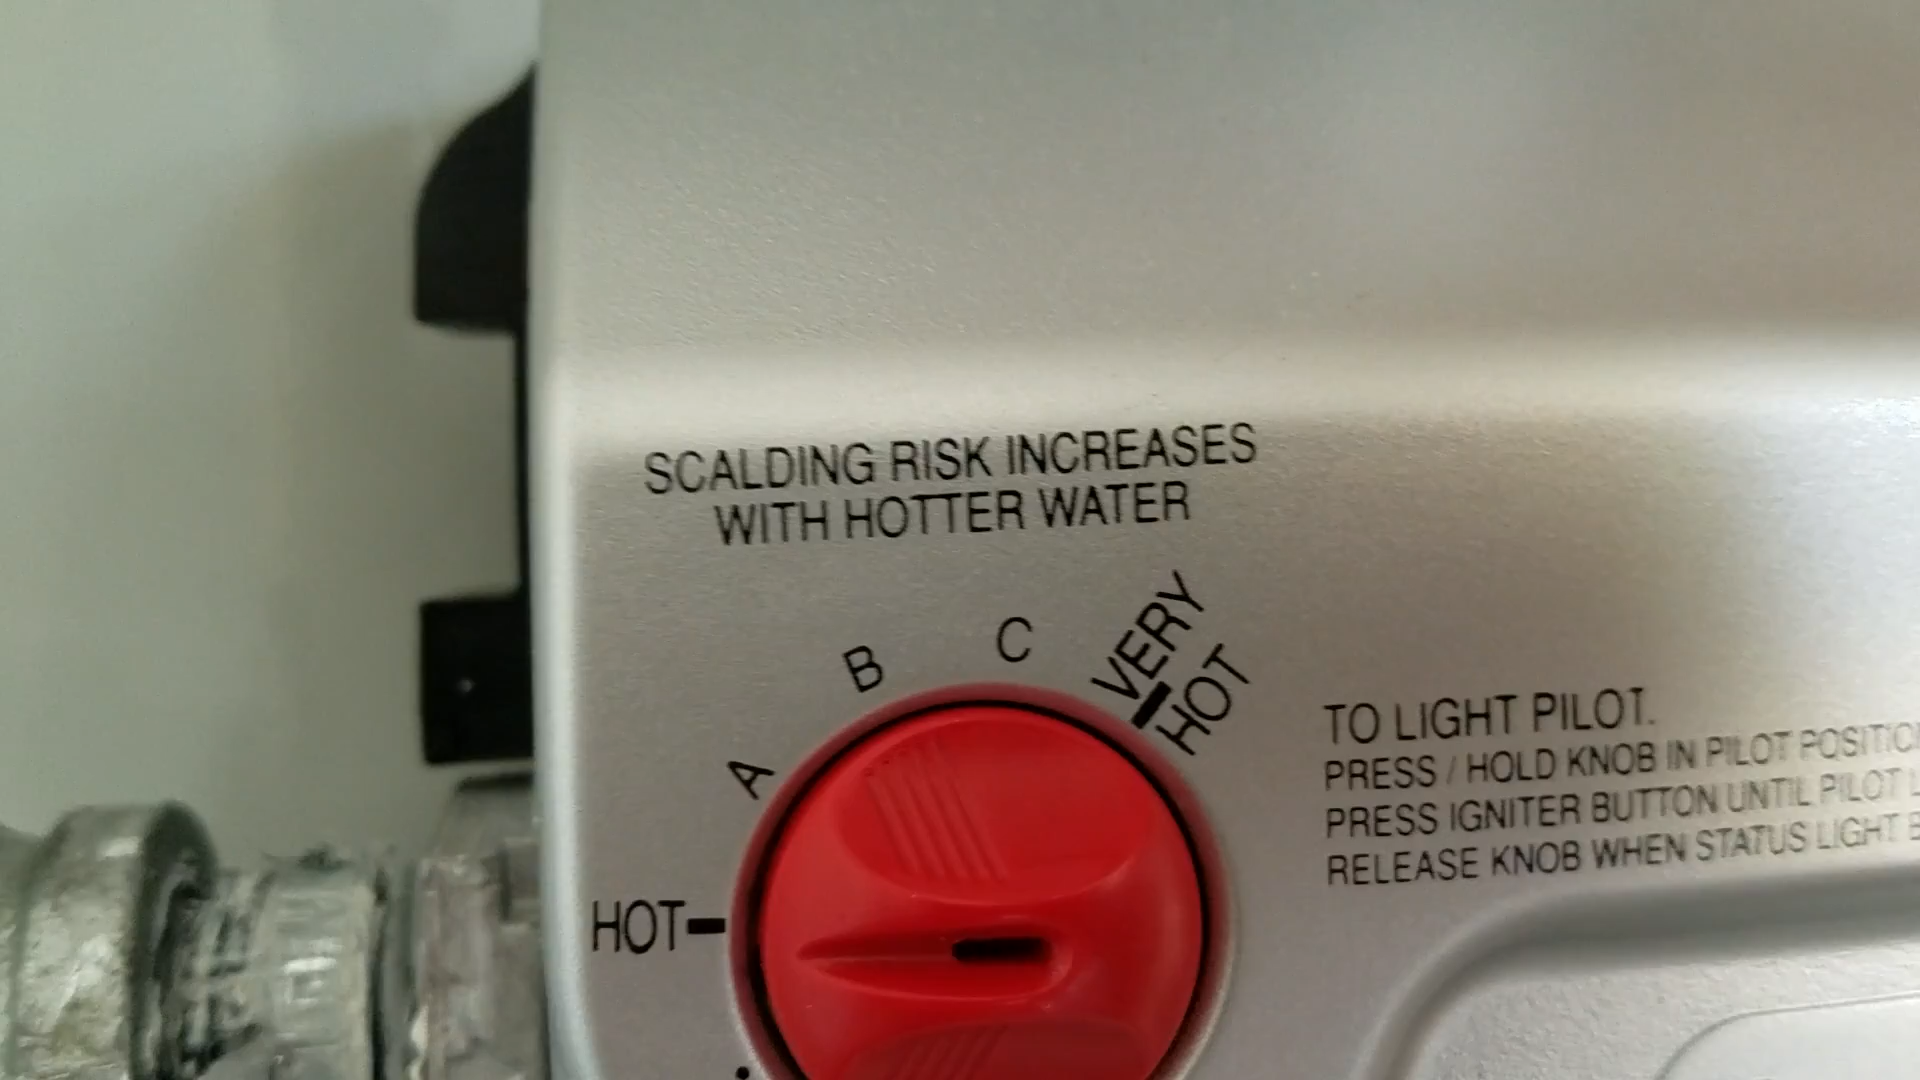 SCALDING RISK INCREASES
WITH HOTTER WATER
VERY
HOT
C
B
A
HOT
TO LIGHT PILOT.
PRESS / HOLD KNOB IN PILOT
PRESS IGNITER BUTTON UNTIL PILOT
RELEASE KNOB WHEN STATUS LIGHT